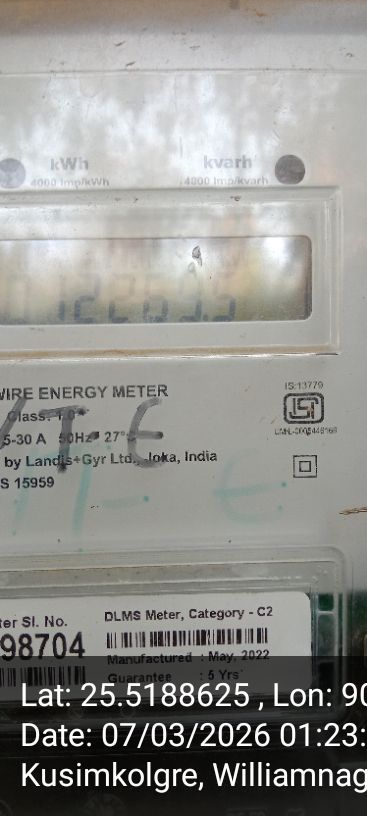 kWh kvarh
4000 Imp/kWh 4000 Imp/kvarh
WIRE ENERGY METER
IS:13779
Class: 1.0
5-30 A 50Hz 27°
by Landis+Gyr Ltd., Joka, India
S 15959
ter Sl. No.
DLMS Meter, Category - C2
98704
Manufactured : May, 2022
Guarantee : 5 Yrs
Lat: 25.5188625 , Lon: 90
Date: 07/03/2026 01:23:
Kusimkolgre, Williamnag